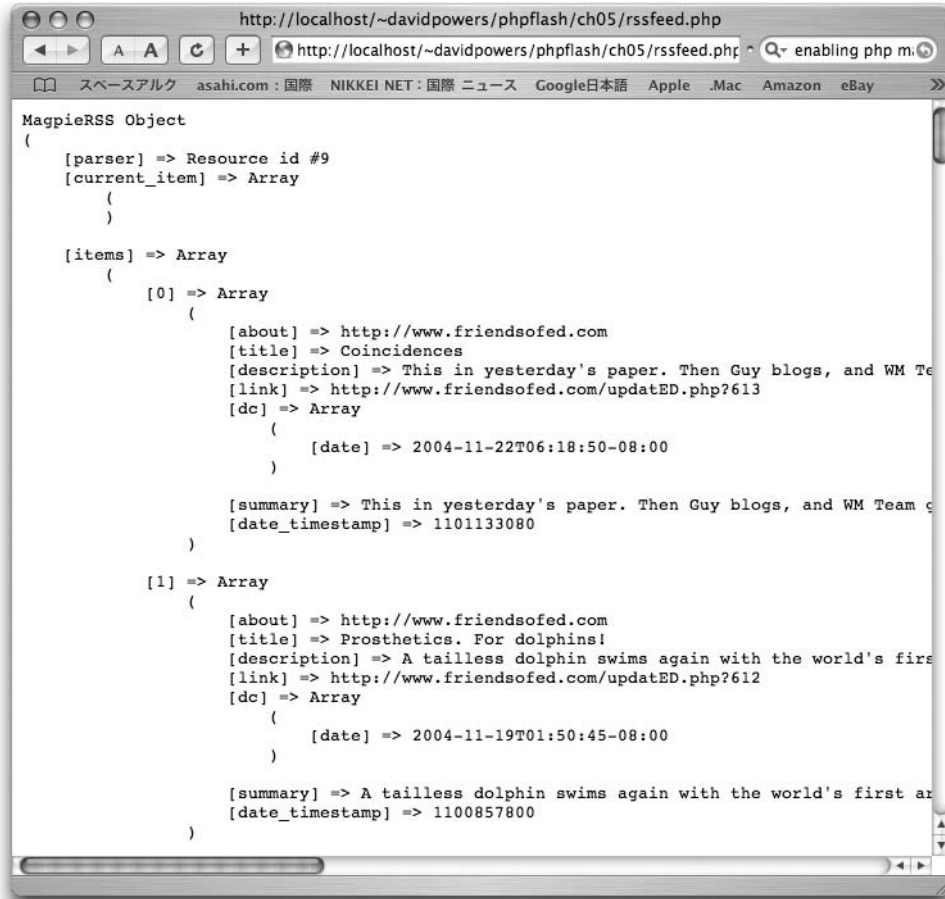 http://localhost/~davidpowers/phpflash/ch05/rssfeed.php
A A http://localhost/~davidpowers/phpflash/ch05/rssfeed.php enabling php m
スペースアルク asahi.com：国際 NIKKEI NET：国際 ニュース Google日本語 Apple .Mac Amazon eBay »
MagpieRSS Object
(
[parser] => Resource id #9
[current_item] => Array
(
)
[items] => Array
(
[0] => Array
(
[about] => http://www.friendsofed.com
[title] => Coincidences
[description] => This in yesterday's paper. Then Guy blogs, and WM Te
[link] => http://www.friendsofed.com/updatED.php?613
[dc] => Array
(
[date] => 2004-11-22T06:18:50-08:00
)
[summary] => This in yesterday's paper. Then Guy blogs, and WM Team g
[date_timestamp] => 1101133080
)
[1] => Array
(
[about] => http://www.friendsofed.com
[title] => Prosthetics. For dolphins!
[description] => A tailless dolphin swims again with the world's firs
[link] => http://www.friendsofed.com/updatED.php?612
[dc] => Array
(
[date] => 2004-11-19T01:50:45-08:00
)
[summary] => A tailless dolphin swims again with the world's first ar
[date_timestamp] => 1100857800
)